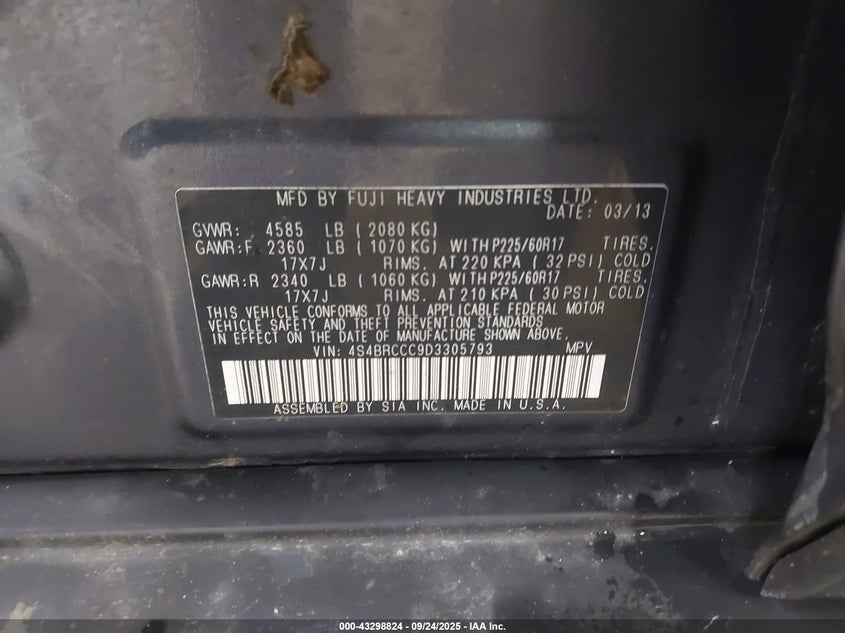 MFD BY FUJI HEAVY INDUSTRIES LTD.
DATE: 03/13
GVWR: 4585 LB ( 2080 KG)
GAWR:F 2360 LB ( 1070 KG) WITH P225/60R17 TIRES,
17X7J RIMS, AT 220 KPA ( 32 PSI) COLD
GAWR:R 2340 LB ( 1060 KG) WITH P225/60R17 TIRES,
17X7J RIMS, AT 210 KPA ( 30 PSI) COLD
THIS VEHICLE CONFORMS TO ALL APPLICABLE FEDERAL MOTOR
VEHICLE SAFETY AND THEFT PREVENTION STANDARDS
IN EFFECT ON THE DATE OF MANUFACTURE SHOWN ABOVE.
VIN: 4S4BRCCC9D3305793 MPV
ASSEMBLED BY SIA INC. MADE IN U.S.A.
000-43298824 - 09/24/2025 - IAA Inc.